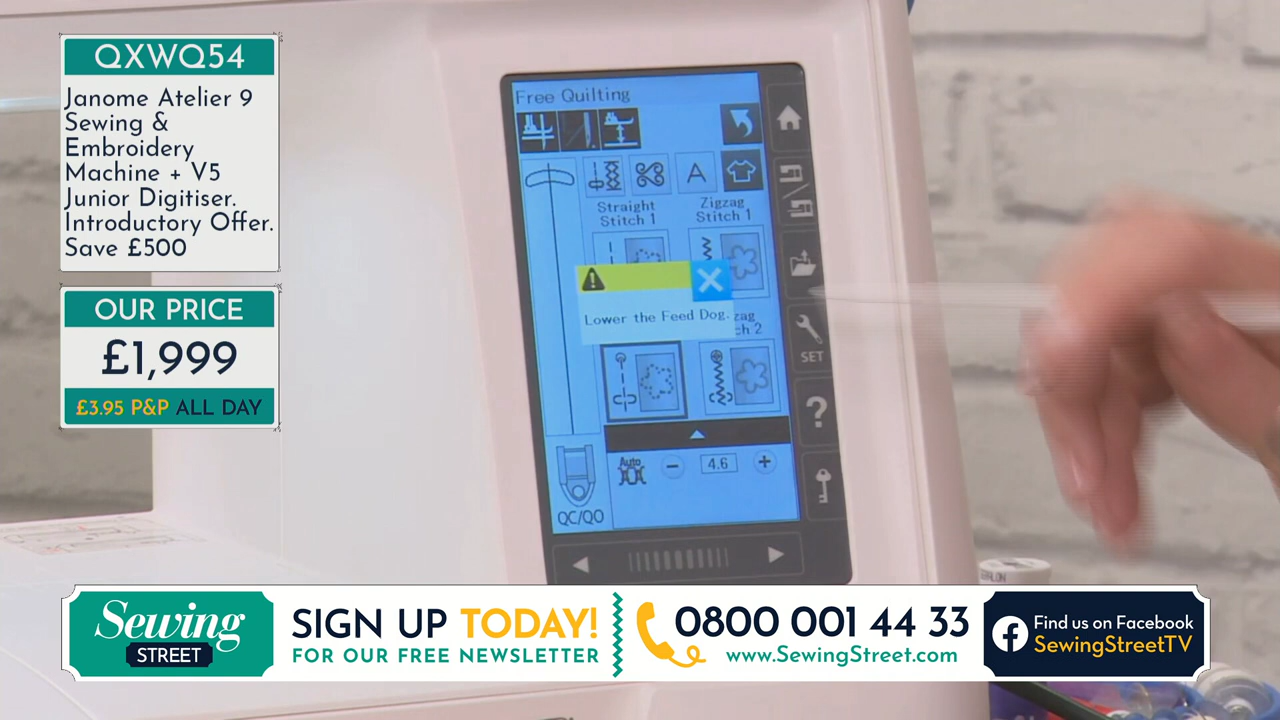 QXWQ54
Janome Atelier 9
Sewing &
Embroidery
Machine + V5
Junior Digitiser.
Introductory Offer.
Save £500
OUR PRICE
£1,999
£3.95 P&P ALL DAY
Free Quilting
A
Straight
Stitch 1
Zigzag
Stitch 1
Lower the Feed Dog.
zag
ch 2
Auto
4.6
QC/QO
SET
?
Sewing
STREET
SIGN UP TODAY!
FOR OUR FREE NEWSLETTER
0800 001 44 33
www.SewingStreet.com
Find us on Facebook
SewingStreetTV